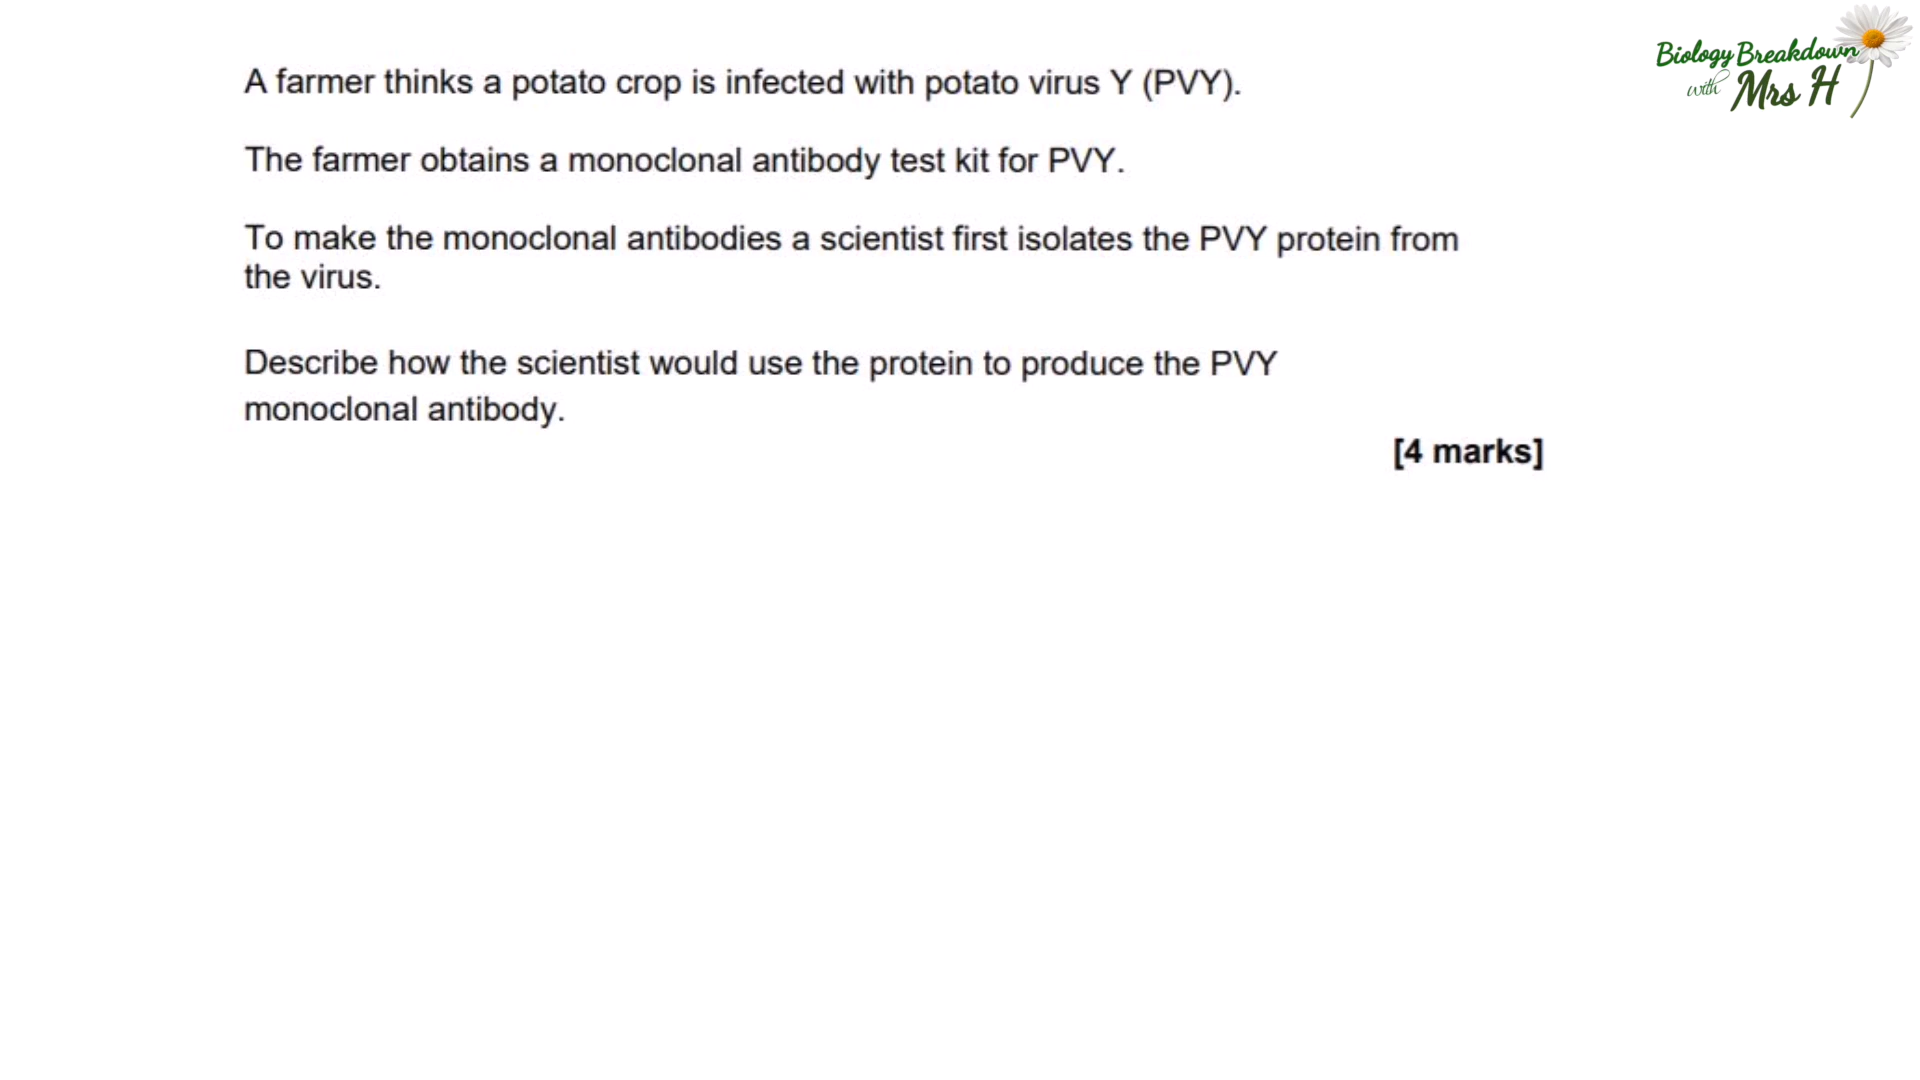 Biology Breakdown
with Mrs H
A farmer thinks a potato crop is infected with potato virus Y (PVY).
The farmer obtains a monoclonal antibody test kit for PVY.
To make the monoclonal antibodies a scientist first isolates the PVY protein from
the virus.
Describe how the scientist would use the protein to produce the PVY
monoclonal antibody.
[4 marks]